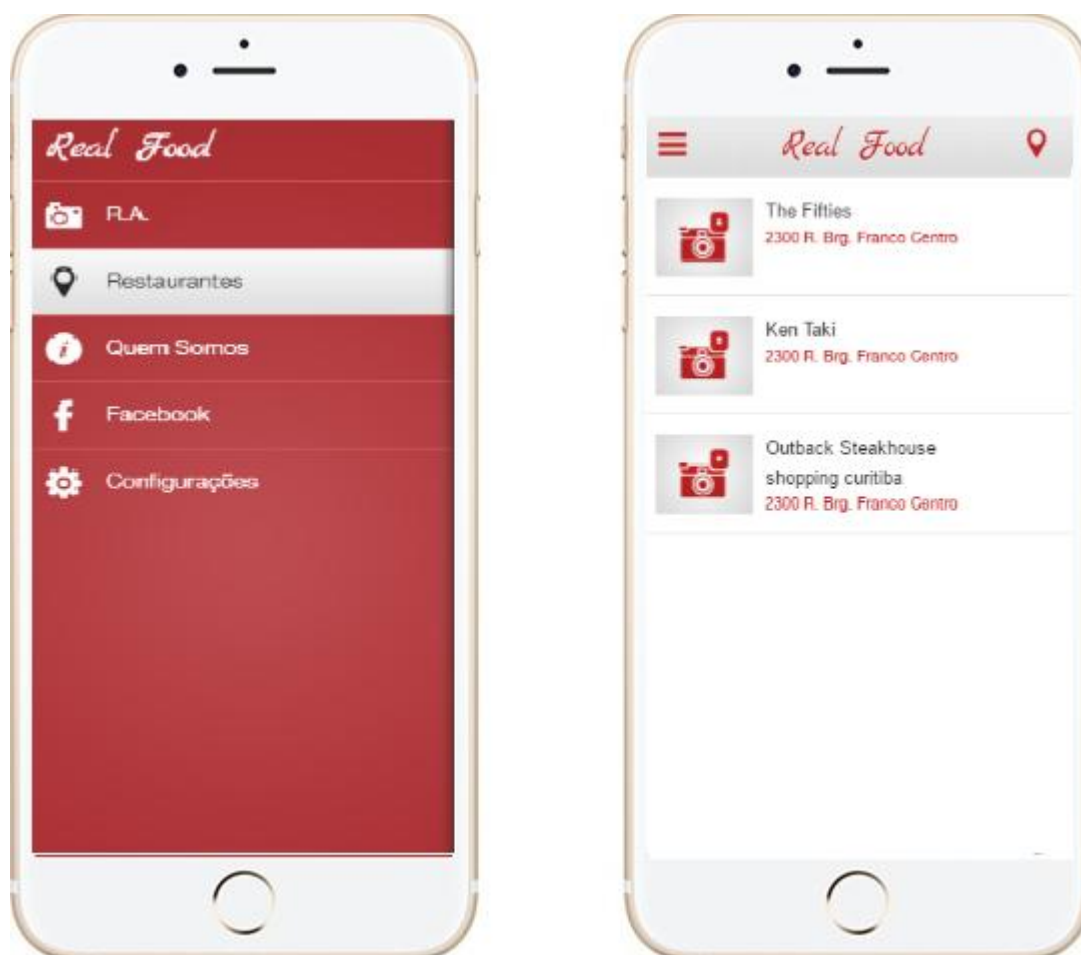 Real Food
R.A.
Restaurantes
Quem Somos
Facebook
Configurações
Real Food
The Fifties
2300 R. Brg. Franco Centro
Ken Taki
2300 R. Brg. Franco Centro
Outback Steakhouse
shopping curitiba
2300 R. Brg. Franco Centro